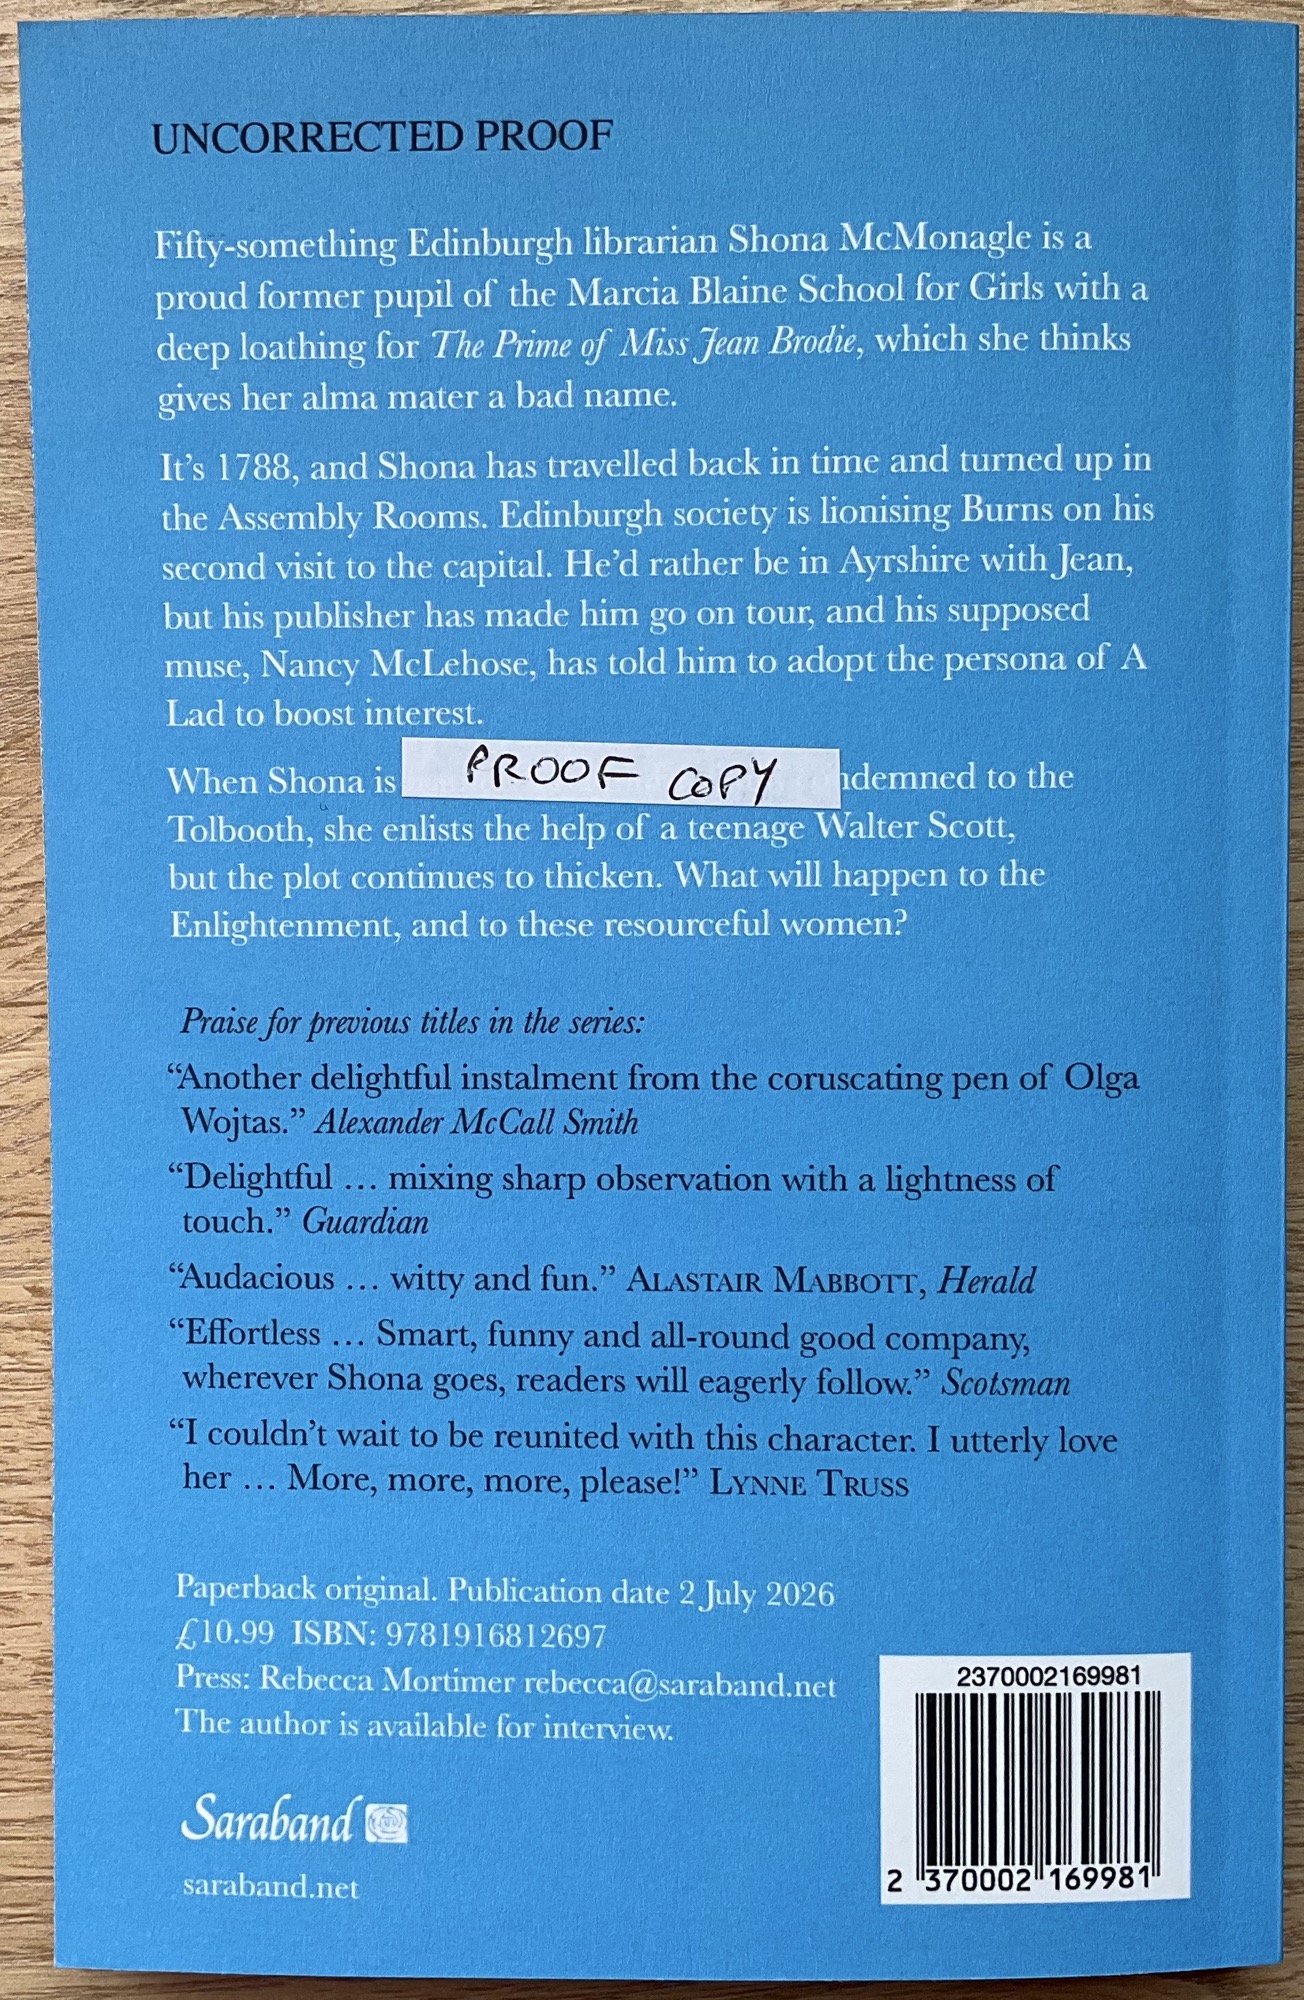 UNCORRECTED PROOF
Fifty-something Edinburgh librarian Shona McMonagle is a
proud former pupil of the Marcia Blaine School for Girls with a
deep loathing for The Prime of Miss Jean Brodie, which she thinks
gives her alma mater a bad name.
It's 1788, and Shona has travelled back in time and turned up in
the Assembly Rooms. Edinburgh society is lionising Burns on his
second visit to the capital. He'd rather be in Ayrshire with Jean,
but his publisher has made him go on tour, and his supposed
muse, Nancy McLehose, has told him to adopt the persona of A
Lad to boost interest.
When Shona is PROOF COPY ndemned to the
Tolbooth, she enlists the help of a teenage Walter Scott,
but the plot continues to thicken. What will happen to the
Enlightenment, and to these resourceful women?
Praise for previous titles in the series:
“Another delightful instalment from the coruscating pen of Olga
Wojtas.” Alexander McCall Smith
“Delightful … mixing sharp observation with a lightness of
touch.” Guardian
“Audacious … witty and fun.” ALASTAIR MABBOTT, Herald
“Effortless … Smart, funny and all-round good company,
wherever Shona goes, readers will eagerly follow.” Scotsman
“I couldn't wait to be reunited with this character. I utterly love
her … More, more, more, please!” LYNNE TRUSS
Paperback original. Publication date 2 July 2026
£10.99 ISBN: 9781916812697
Press: Rebecca Mortimer rebecca@saraband.net
The author is available for interview.
Saraband
saraband.net
2370002169981
2 370002 169981